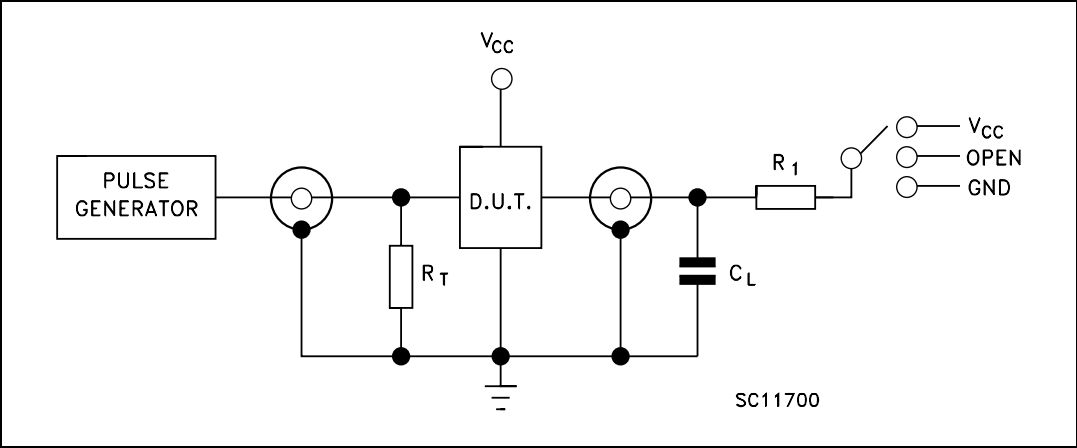 VCC
PULSE
GENERATOR
D.U.T.
RT
CL
R1
VCC
OPEN
GND
SC11700